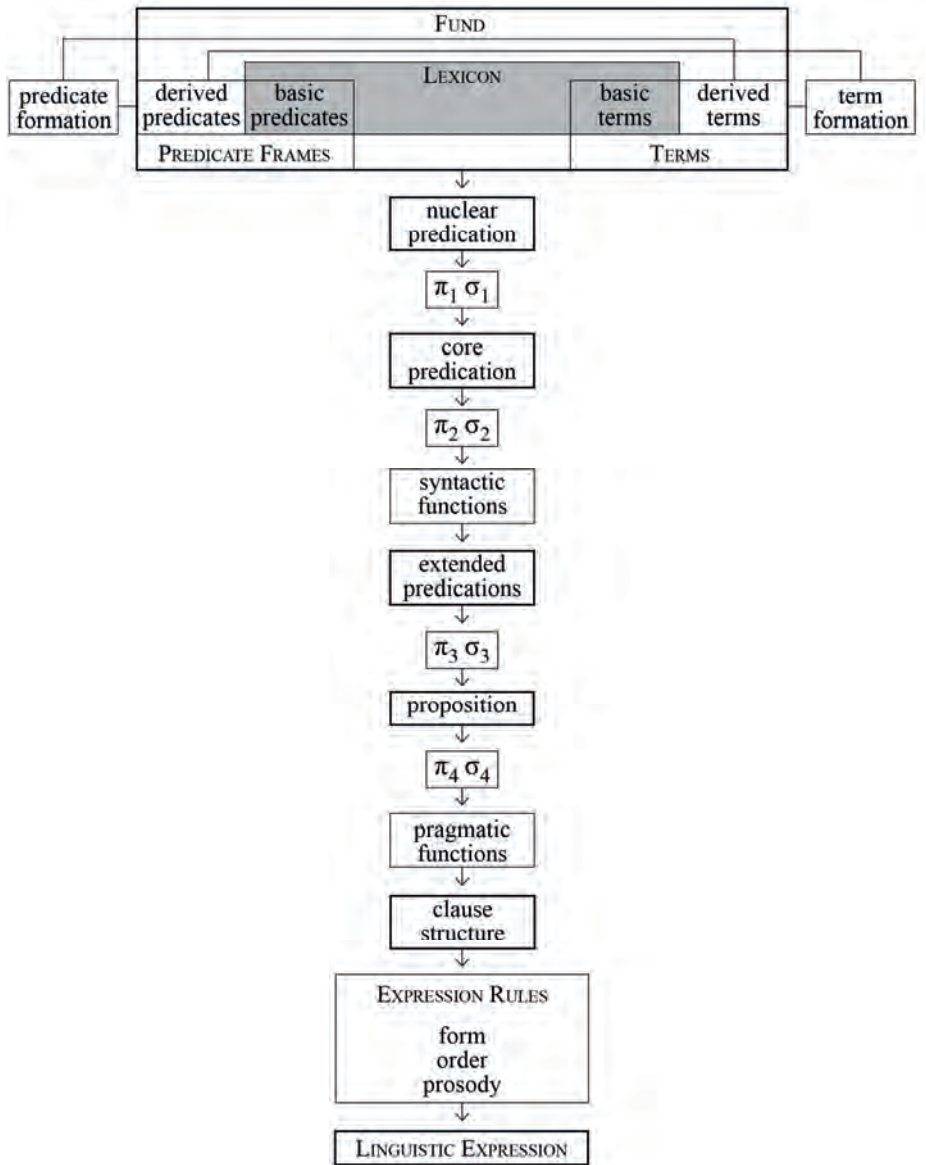 FUND
LEXICON
predicate formation
derived predicates
basic predicates
basic terms
derived terms
term formation
PREDICATE FRAMES
TERMS
nuclear
predication
π₁ σ₁
core
predication
π₂ σ₂
syntactic
functions
extended
predications
π₃ σ₃
proposition
π₄ σ₄
pragmatic
functions
clause
structure
EXPRESSION RULES
form
order
prosody
LINGUISTIC EXPRESSION